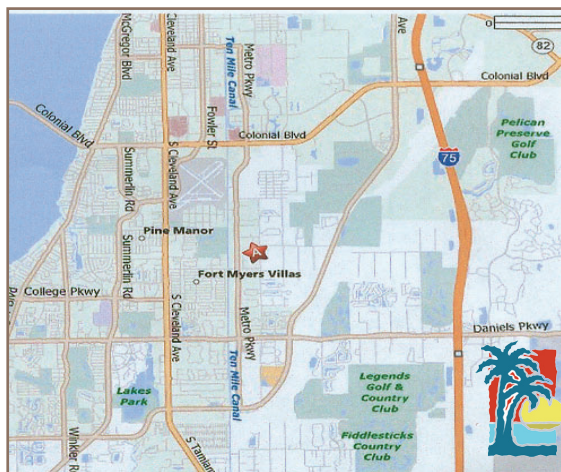 McGregor Blvd
S Cleveland Ave
Ten Mile Canal
Metro Pkwy
Ave
0
82
Colonial Blvd
Colonial Blvd
Fowler St
Colonial Blvd
Pelican
Preserve
Golf
Club
75
Summerlin Rd
S Cleveland Ave
Pine Manor
A
Fort Myers Villas
Summerlin Rd
College Pkwy
S Cleveland Ave
Metro Pkwy
Daniels Pkwy
Ten Mile Canal
Lakes
Park
Legends
Golf &
Country
Club
Fiddlesticks
Country
Club
Winkler Rd
S Tamiam